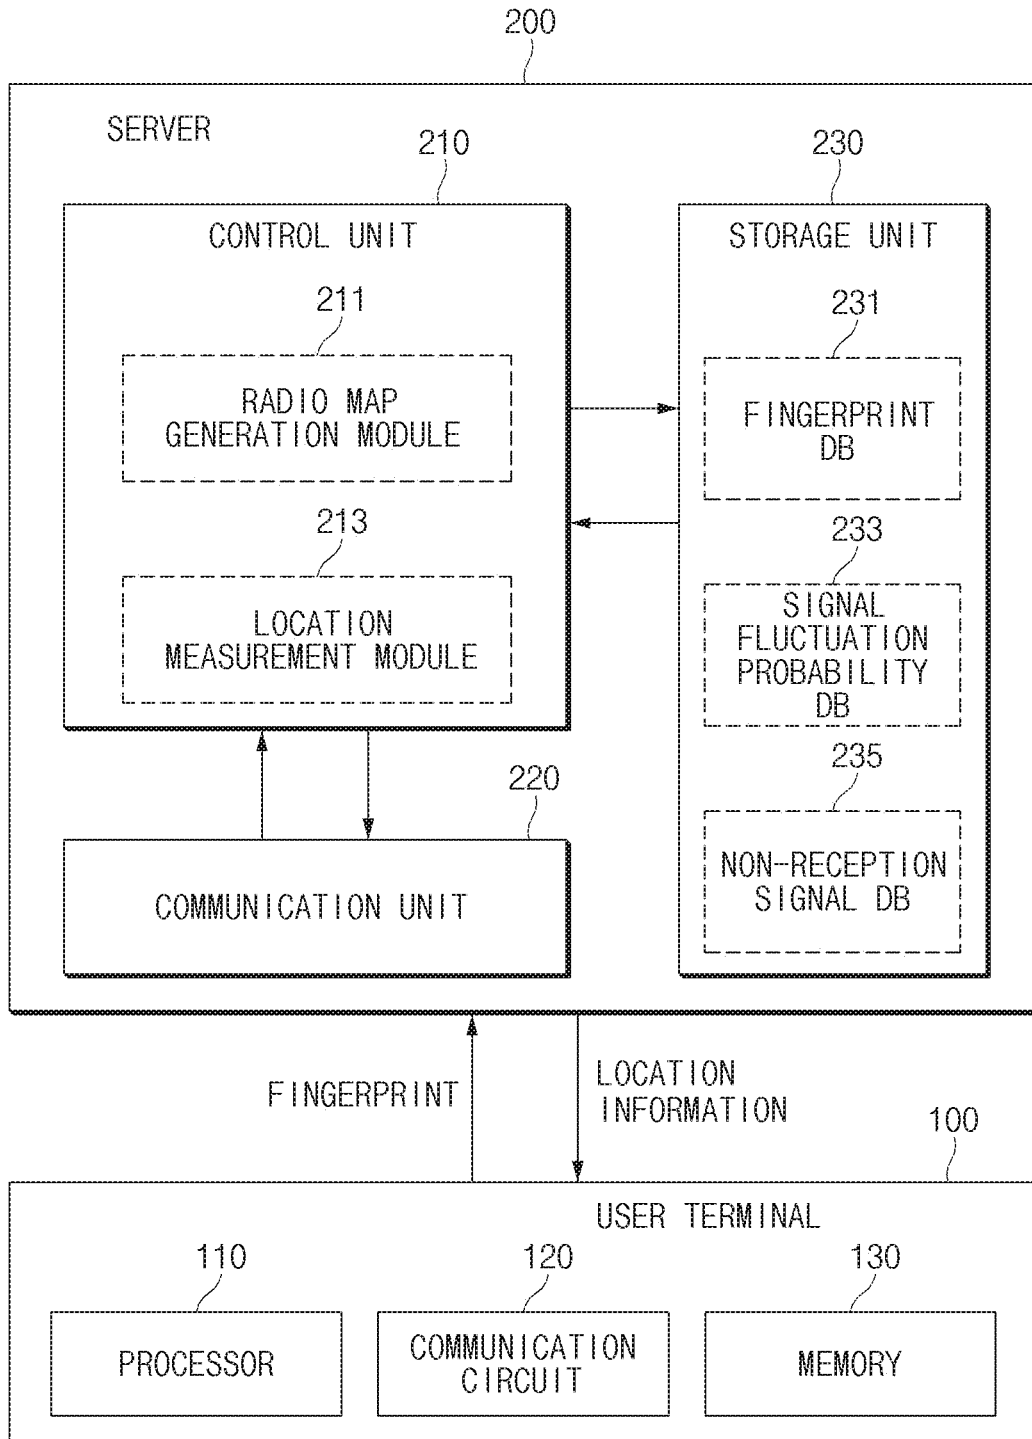 200
SERVER
210
230
CONTROL UNIT
STORAGE UNIT
211
231
RADIO MAP
GENERATION MODULE
FINGERPRINT
DB
213
233
LOCATION
MEASUREMENT MODULE
SIGNAL
FLUCTUATION
PROBABILITY
DB
220
235
COMMUNICATION UNIT
NON-RECEPTION
SIGNAL DB
FINGERPRINT
LOCATION
INFORMATION
100
USER TERMINAL
110
120
130
PROCESSOR
COMMUNICATION
CIRCUIT
MEMORY